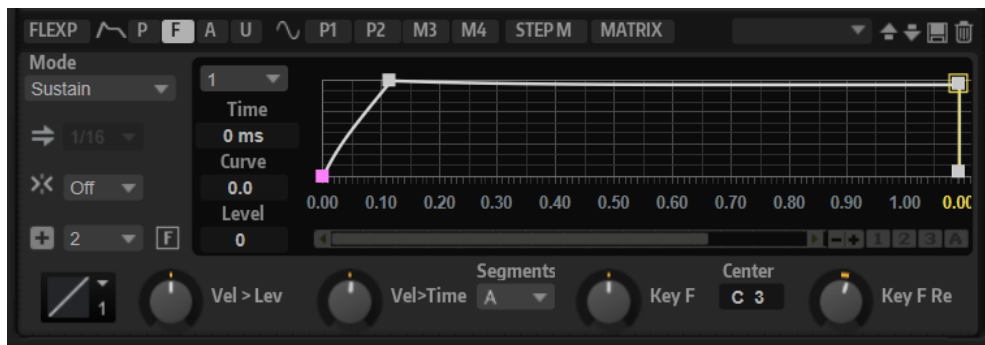 FLEXP P F A U P1 P2 M3 M4 STEP M MATRIX
Mode
Sustain
1
Time
0 ms
1/16
Curve
Off
0.0
Level
2 F
0
0.00 0.10 0.20 0.30 0.40 0.50 0.60 0.70 0.80 0.90 1.00 0.00
1 2 3 A
1
Vel > Lev
Vel>Time
Segments
A
Key F
Center
C 3
Key F Re